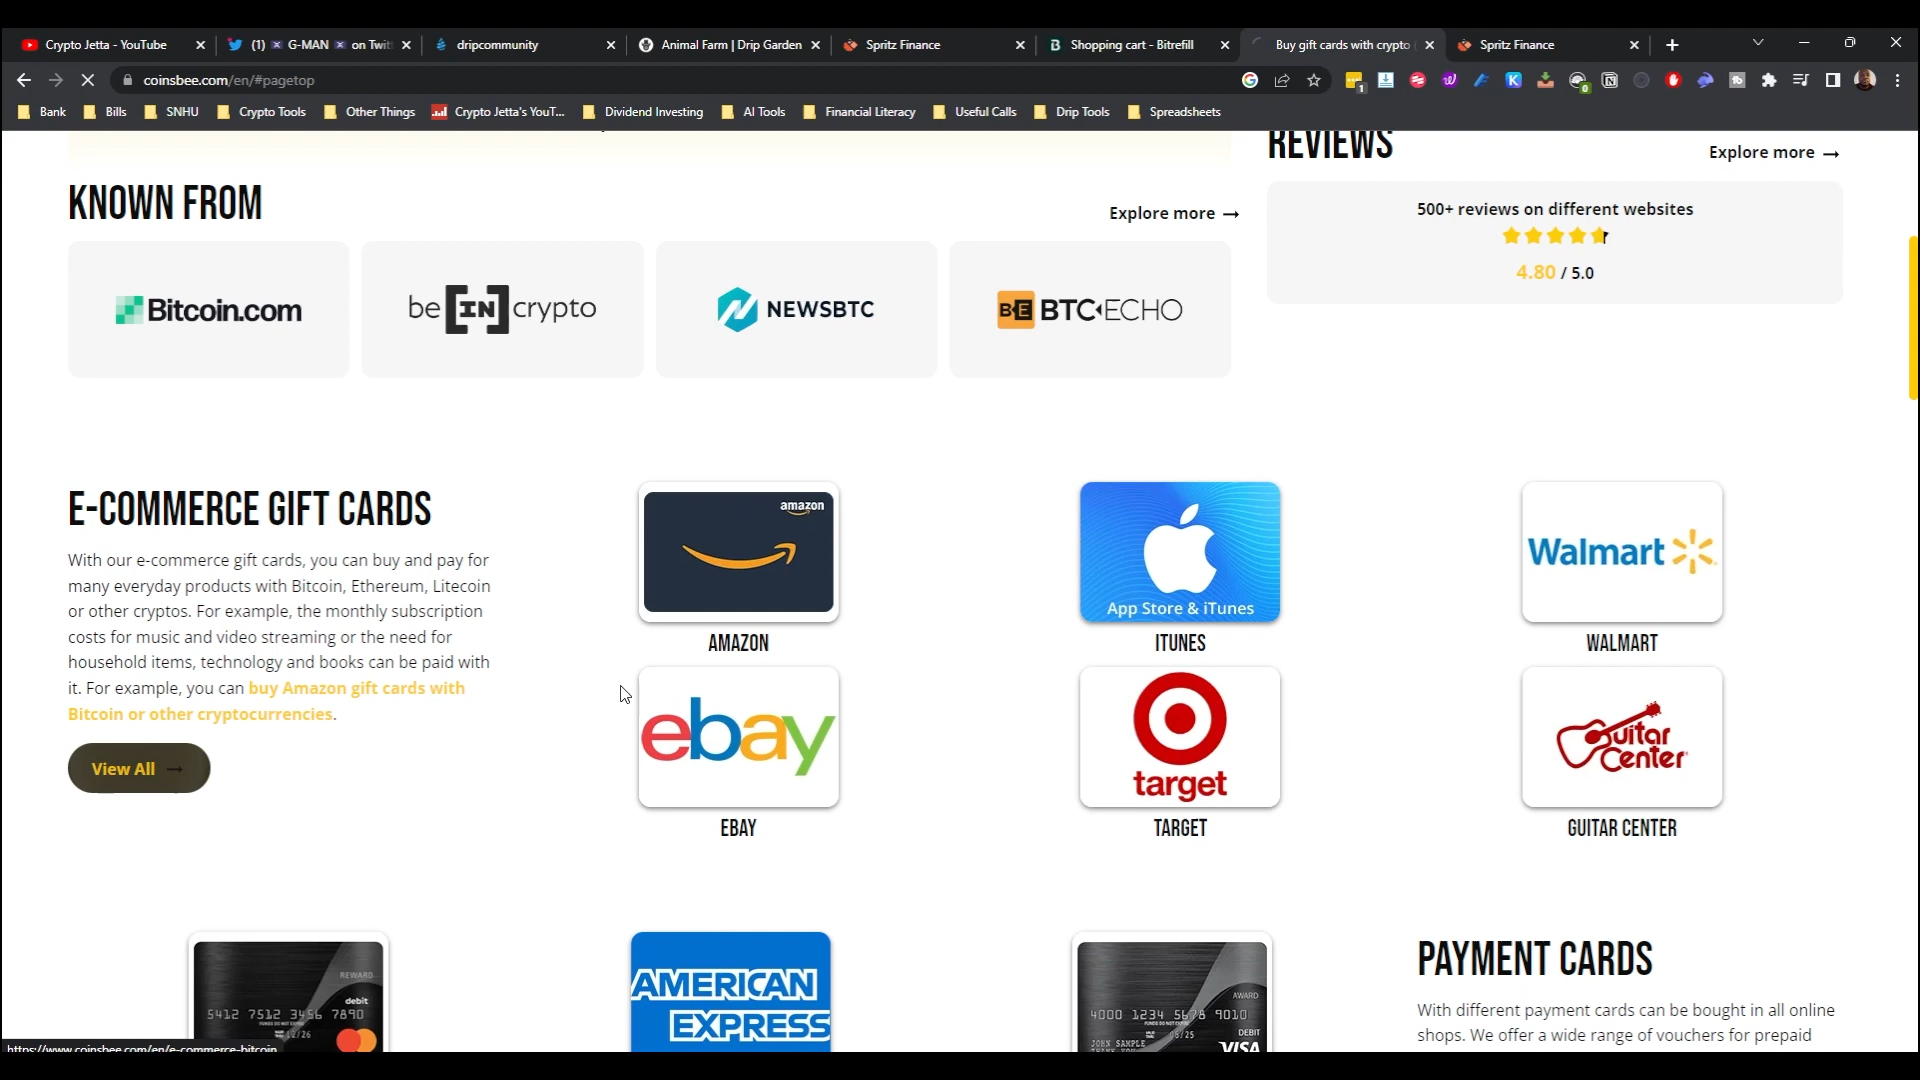 Crypto Jetta - YouTube
(1) G-MAN on Twit
dripcommunity
Animal Farm | Drip Garden
Spritz Finance
Shopping cart - Bitrefill
Buy gift cards with crypto (
Spritz Finance
coinsbee.com/en/#pagetop
Bank
Bills
SNHU
Crypto Tools
Other Things
Crypto Jetta's YouT...
Dividend Investing
AI Tools
Financial Literacy
Useful Calls
Drip Tools
Spreadsheets
REVIEWS
Explore more →
KNOWN FROM
Explore more →
500+ reviews on different websites
4.80 / 5.0
Bitcoin.com
be[IN]crypto
NEWSBTC
BE BTC-ECHO
E-COMMERCE GIFT CARDS
With our e-commerce gift cards, you can buy and pay for
many everyday products with Bitcoin, Ethereum, Litecoin
or other cryptos. For example, the monthly subscription
costs for music and video streaming or the need for
household items, technology and books can be paid with
it. For example, you can buy Amazon gift cards with
Bitcoin or other cryptocurrencies.
View All →
amazon
AMAZON
App Store & iTunes
ITUNES
Walmart
WALMART
ebay
EBAY
target
TARGET
Guitar
Center
GUITAR CENTER
REWARD
debit
5412 7512 3456 7890
12/26
AMERICAN
EXPRESS
AWARD
4000 1234 5678 9010
DEBIT
JOHN SAMPLE
VISA
PAYMENT CARDS
With different payment cards can be bought in all online
shops. We offer a wide range of vouchers for prepaid
https://www.coinsbee.com/en/e-commerce-bitcoin